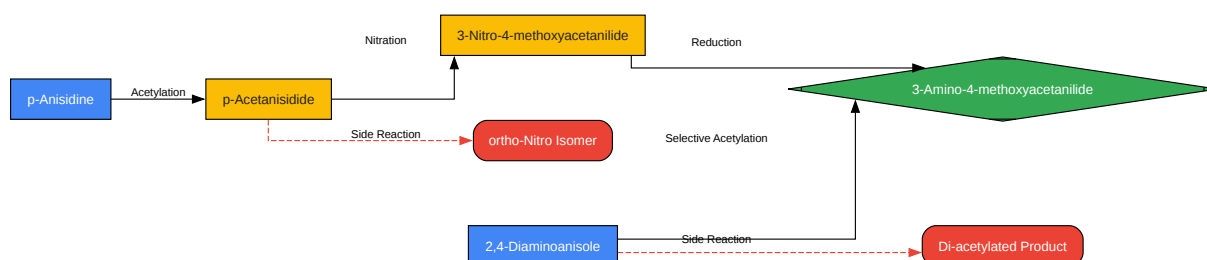 Nitration
3-Nitro-4-methoxyacetanilide
Reduction
p-Anisidine
Acetylation
p-Acetanisidide
3-Amino-4-methoxyacetanilide
Side Reaction
ortho-Nitro Isomer
Selective Acetylation
2,4-Diaminoanisole
Side Reaction
Di-acetylated Product